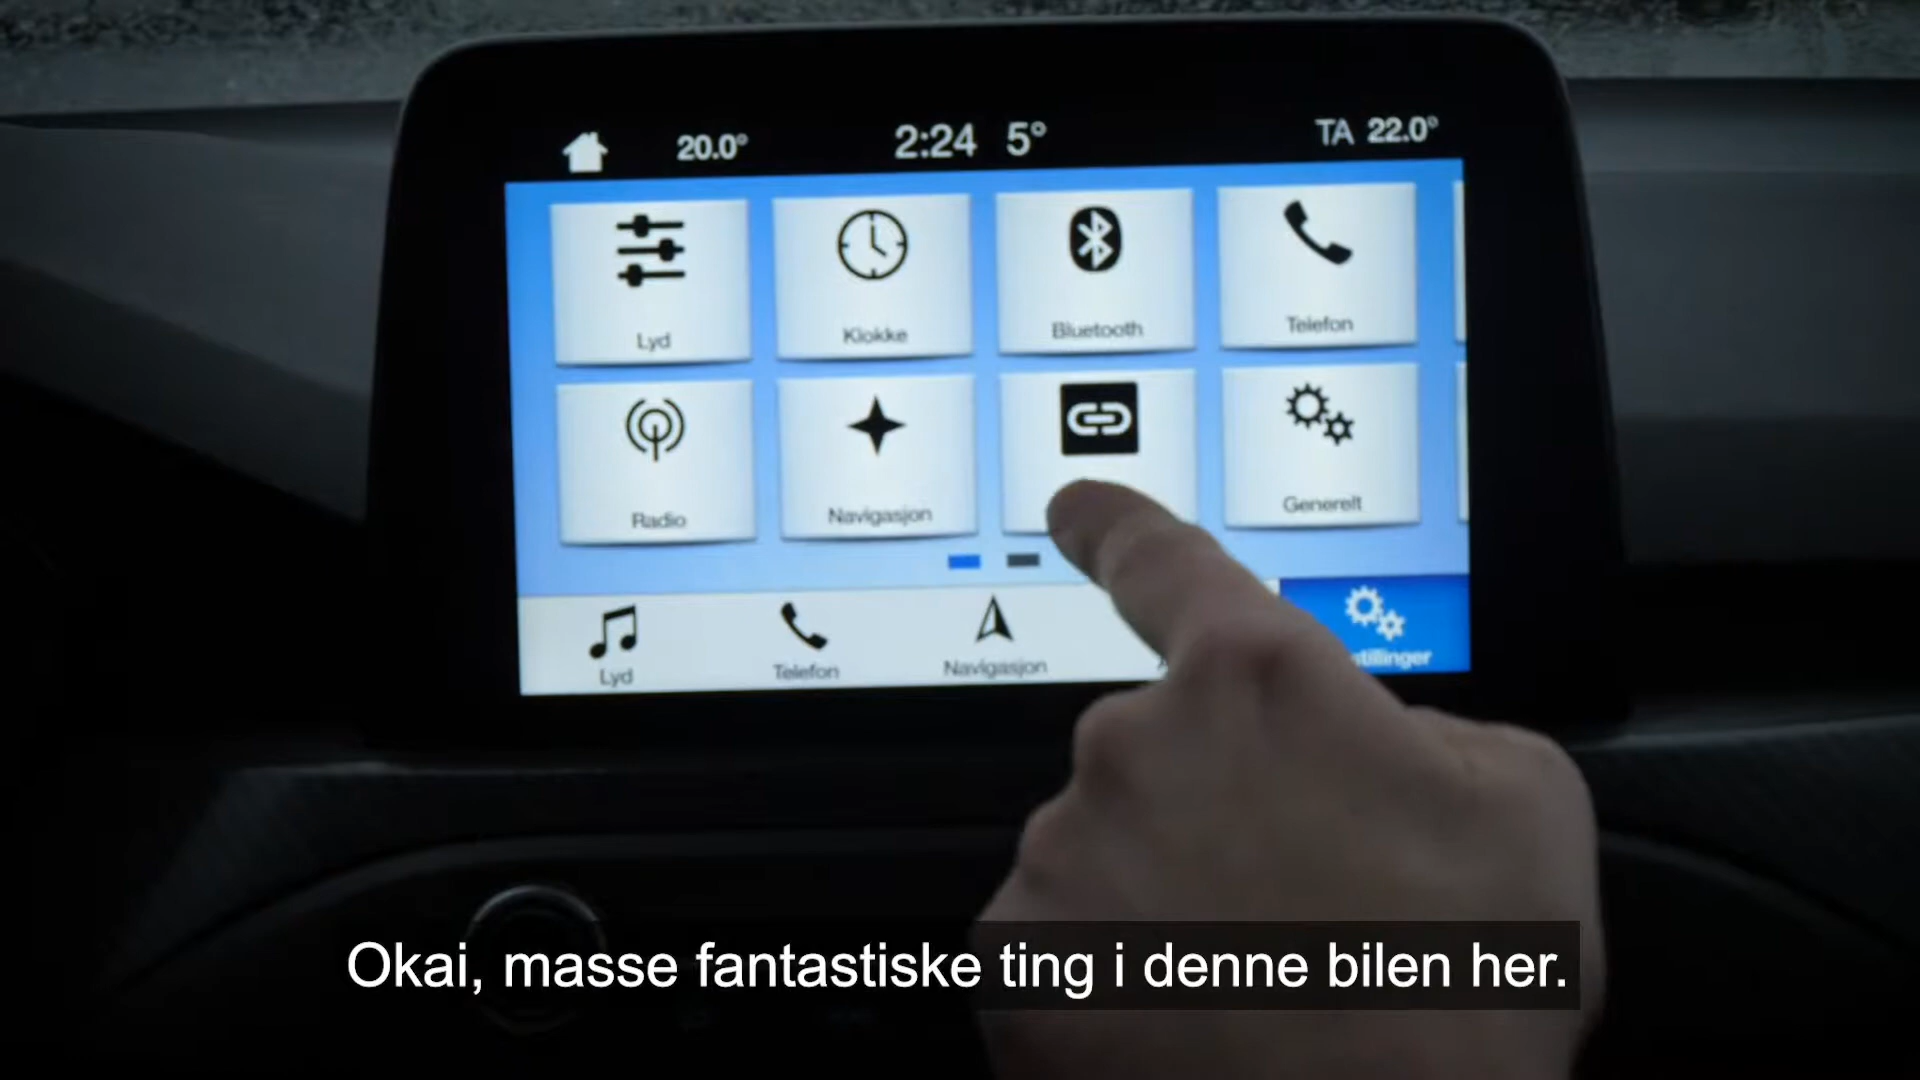 20.0° 2:24 5° TA 22.0°
Lyd Klokke Bluetooth Telefon
Radio Navigasjon Generelt
Lyd Telefon Navigasjon
Okai, masse fantastiske ting i denne bilen her.